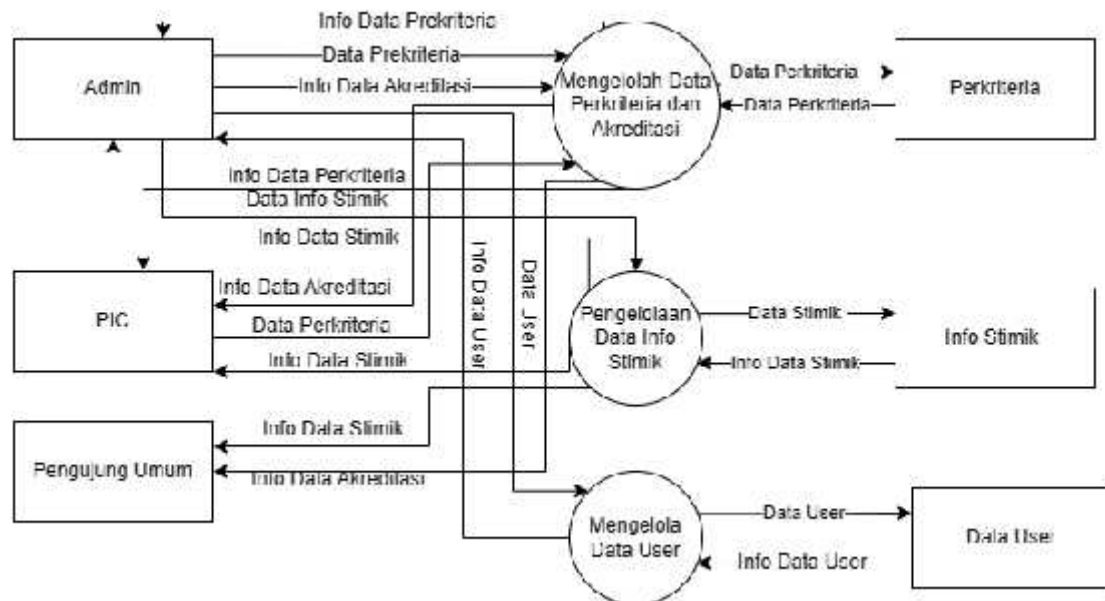 Info Data Prekriteria
Data Prekriteria
Info Data Akreditasi
Admin
Mengelolah Data
Perkriteria dan
Akreditasi
Data Perkriteria
Data Perkriteria
Perkriteria
Info Data Perkriteria
Data Info Stimik
Info Data Stimik
Info Data User
Data User
PIC
Info Data Akreditasi
Data Perkriteria
Info Data Stimik
Pengelolaan
Data Info
Stimik
Data Stimik
Info Data Stimik
Info Stimik
Pengujung Umum
Info Data Stimik
Info Data Akreditasi
Mengelola
Data User
Data User
Info Data User
Data User